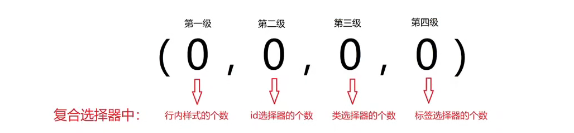 第一级 第二级 第三级 第四级
( 0 , 0 , 0 , 0 )
复合选择器中: 行内样式的个数 id选择器的个数 类选择器的个数 标签选择器的个数